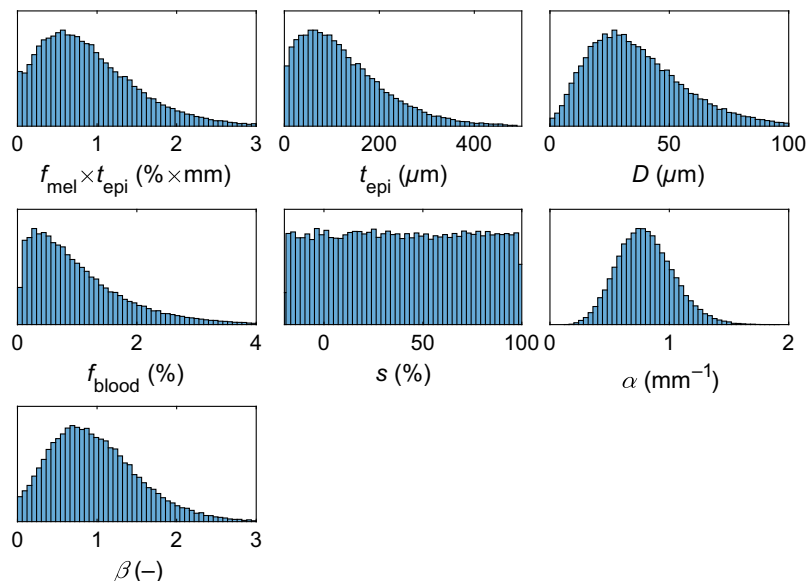 0 1 2 3
f_mel × t_epi (% × mm)
0 200 400
t_epi (µm)
0 50 100
D (µm)
0 2 4
f_blood (%)
0 50 100
s (%)
0 1 2
α (mm⁻¹)
0 1 2 3
β (–)